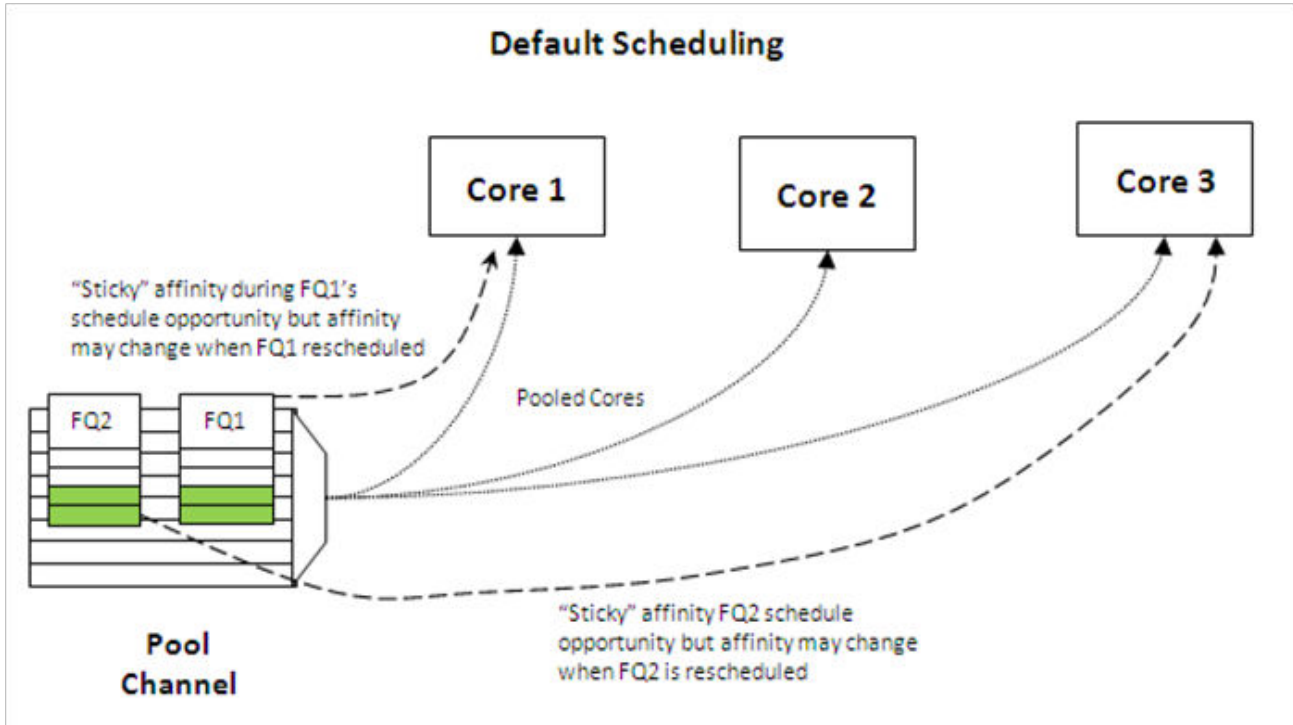 Default Scheduling
Core 1
Core 2
Core 3
“Sticky” affinity during FQ1’s
schedule opportunity but affinity
may change when FQ1 rescheduled
Pooled Cores
FQ2
FQ1
“Sticky” affinity FQ2 schedule
opportunity but affinity may change
when FQ2 is rescheduled
Pool
Channel